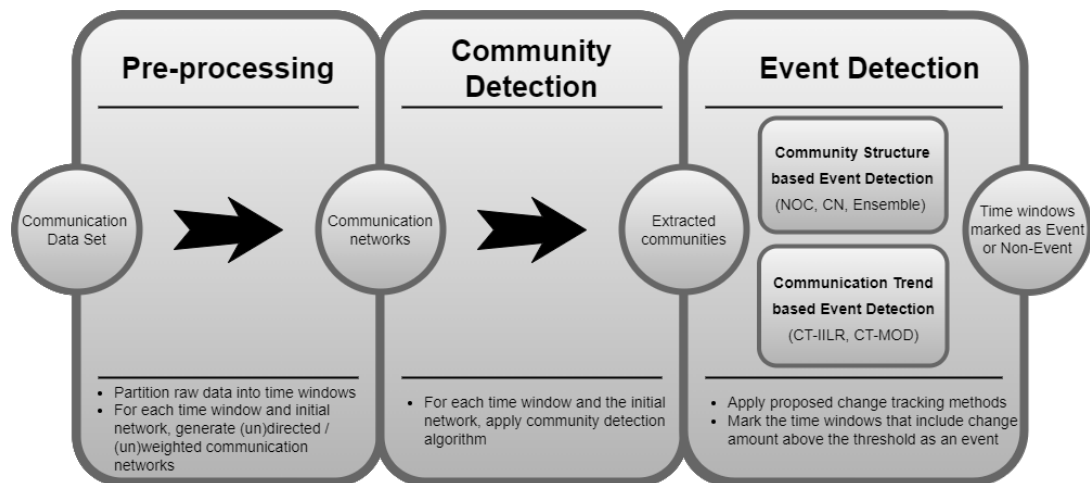 Pre-processing
Community
Detection
Event Detection
Communication
Data Set
Communication
networks
Extracted
communities
Community Structure
based Event Detection
(NOC, CN, Ensemble)
Communication Trend
based Event Detection
(CT-IILR, CT-MOD)
Time windows
marked as Event
or Non-Event
• Partition raw data into time windows
• For each time window and initial
network, generate (un)directed /
(un)weighted communication
networks
• For each time window and the initial
network, apply community detection
algorithm
• Apply proposed change tracking methods
• Mark the time windows that include change
amount above the threshold as an event